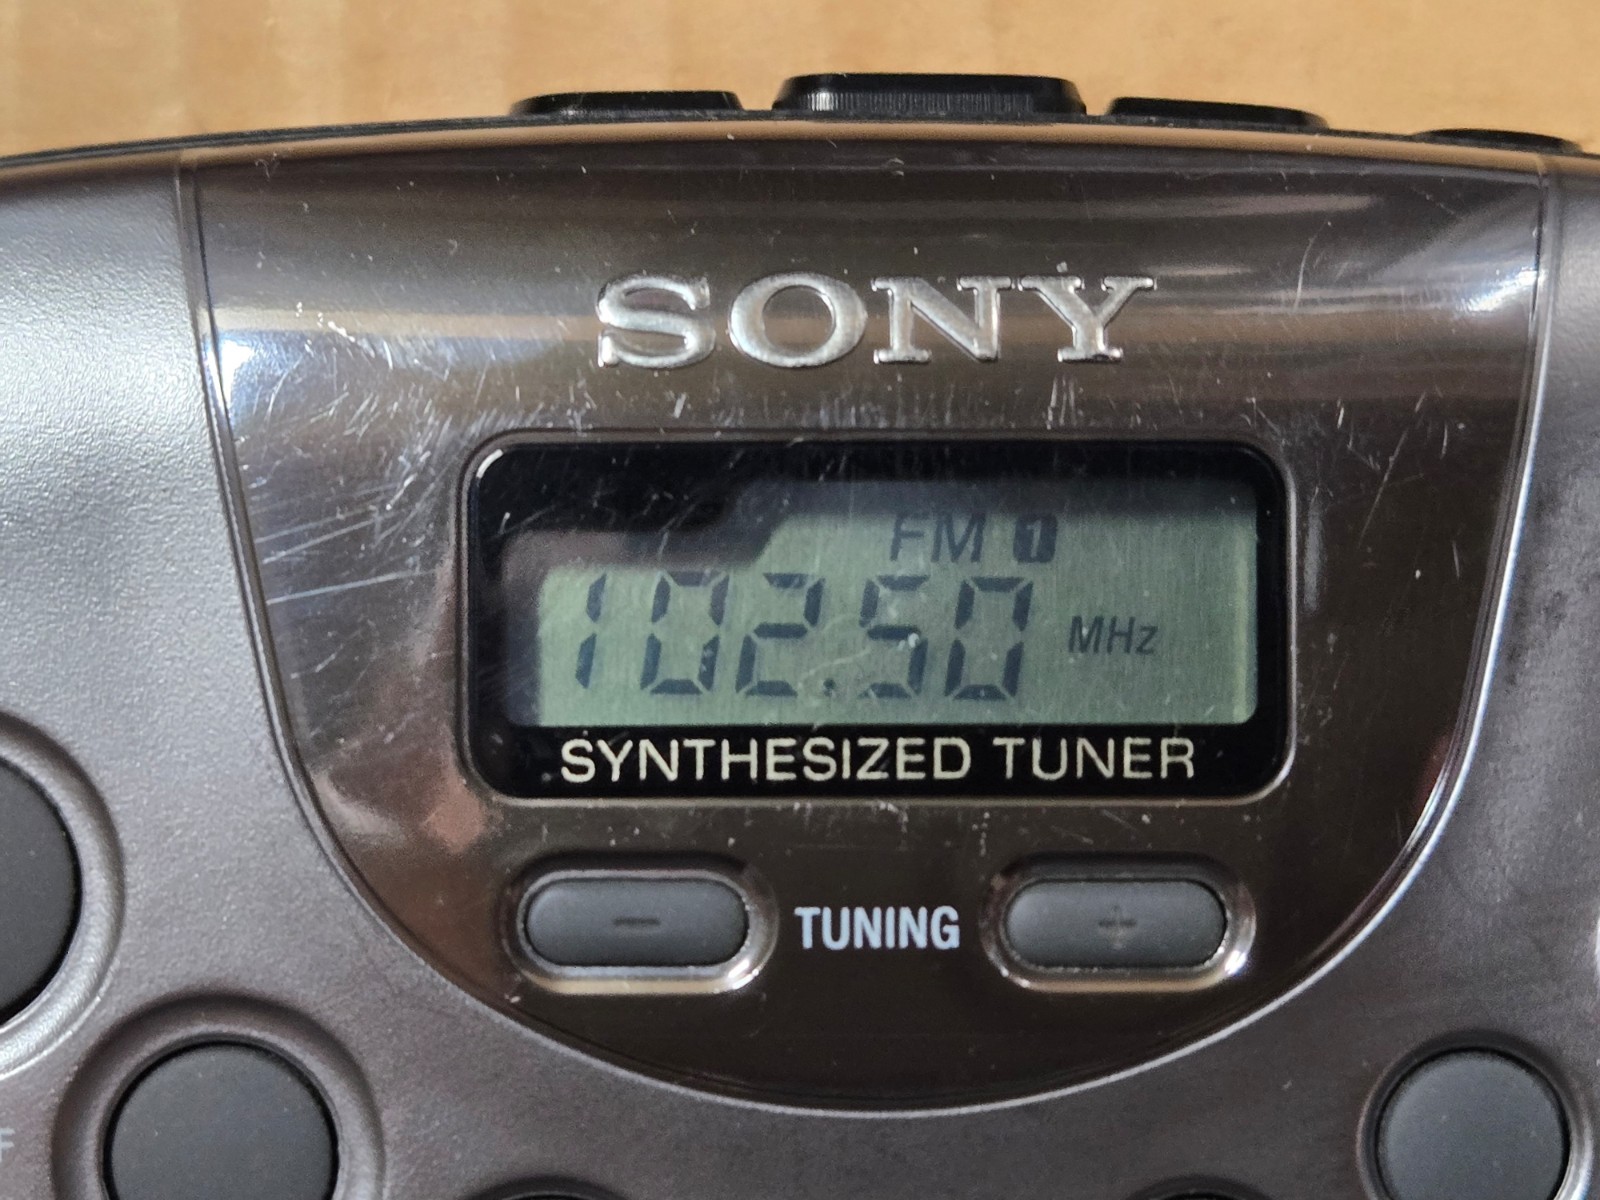 SONY
FM 1
102.50 MHz
SYNTHESIZED TUNER
- TUNING +